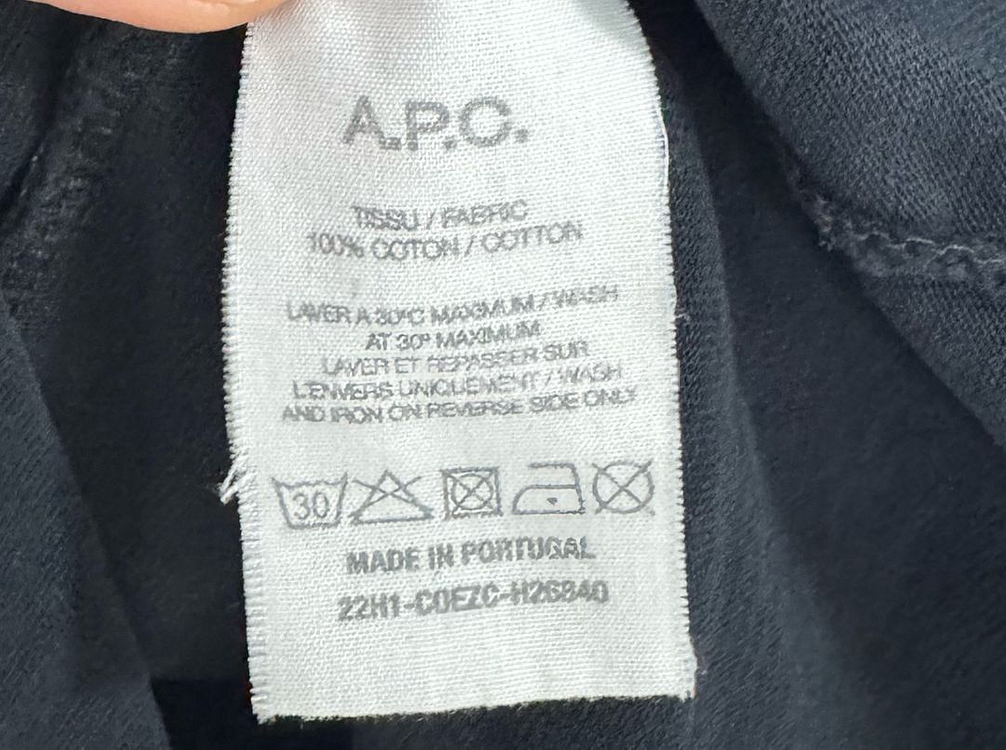 A.P.C.
TISSU / FABRIC
100% COTON / COTTON
LAVER A 30°C MAXIMUM / WASH
AT 30° MAXIMUM
LAVER ET REPASSER SUR
L'ENVERS UNIQUEMENT / WASH
AND IRON ON REVERSE SIDE ONLY
30
MADE IN PORTUGAL
22H1-COEZC-H26840